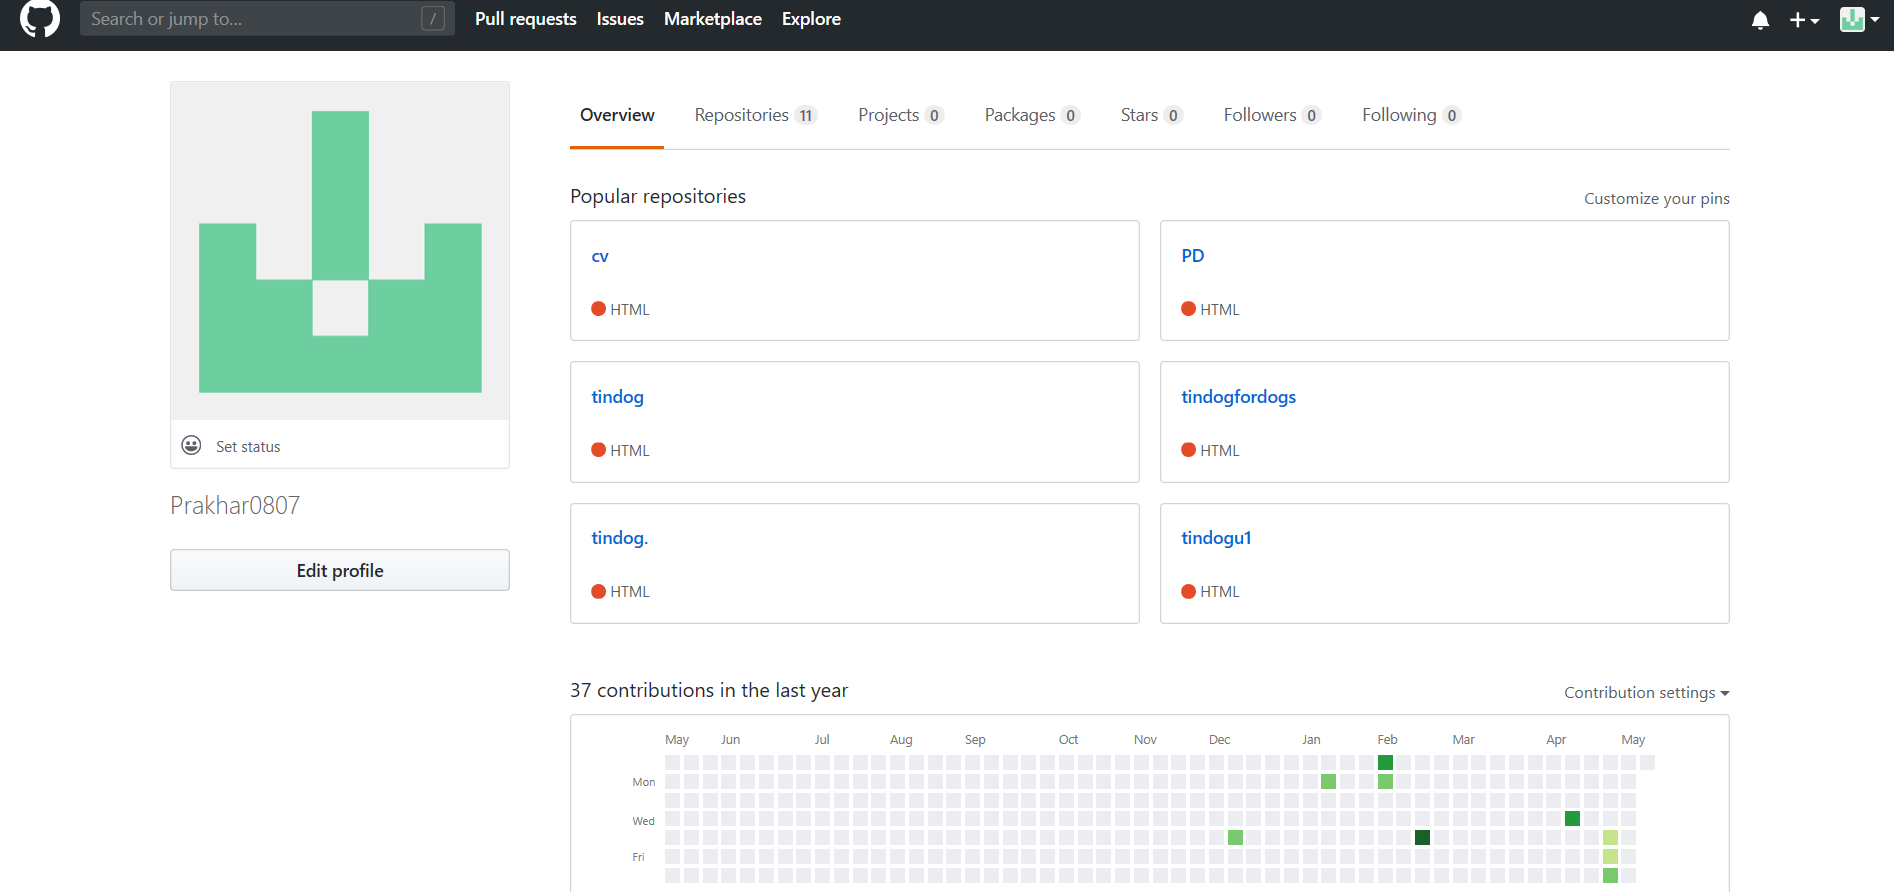 Search or jump to... /
Pull requests Issues Marketplace Explore
Overview Repositories 11 Projects 0 Packages 0 Stars 0 Followers 0 Following 0
Set status
Prakhar0807
Edit profile
Popular repositories
Customize your pins
cv
HTML
PD
HTML
tindog
HTML
tindogfordogs
HTML
tindog.
HTML
tindogu1
HTML
37 contributions in the last year
Contribution settings
May Jun Jul Aug Sep Oct Nov Dec Jan Feb Mar Apr May
Mon
Wed
Fri